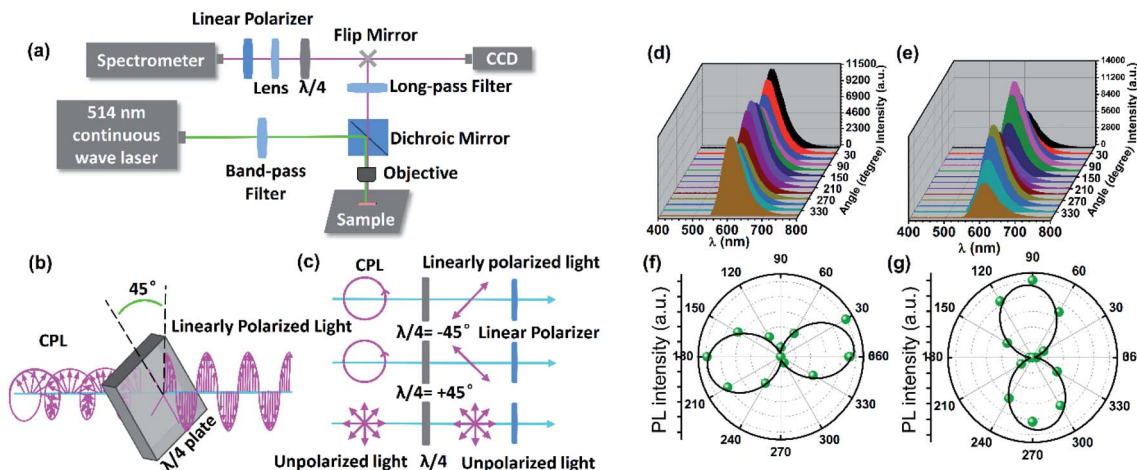 (a)
Linear Polarizer
Flip Mirror
Spectrometer
CCD
Lens
λ/4
Long-pass Filter
514 nm
continuous
wave laser
Dichroic Mirror
Band-pass
Filter
Objective
Sample
(b)
45°
CPL
Linearly Polarized Light
λ/4 plate
(c)
CPL
Linearly polarized light
λ/4= -45°
Linear Polarizer
λ/4= +45°
Unpolarized light
λ/4
Unpolarized light
(d)
11500
9200
6900
4600
2300
0
Intensity (a.u.)
30
90
150
210
270
330
Angle (degree)
400 500 600 700 800
λ (nm)
(e)
14000
11200
8400
5600
2800
0
Intensity (a.u.)
30
90
150
210
270
330
Angle (degree)
400 500 600 700 800
λ (nm)
(f)
90
120
60
150
30
180
0
210
330
240
300
270
PL intensity (a.u.)
(g)
90
120
60
150
30
180
0
210
330
240
300
270
PL intensity (a.u.)